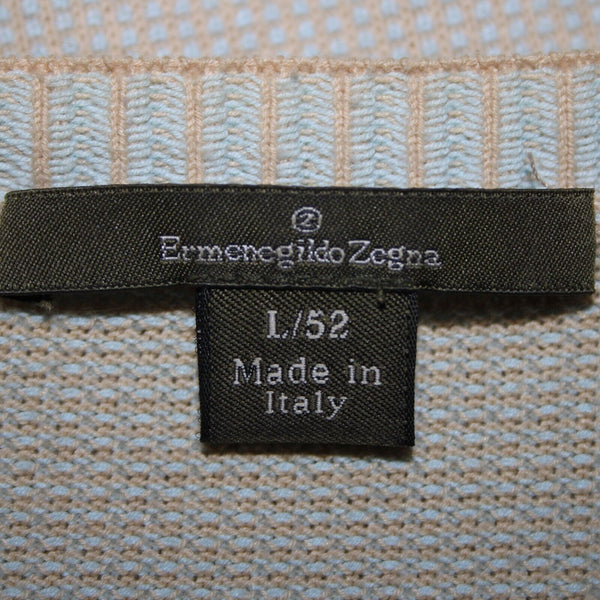 Z
Ermenegildo Zegna
L/52
Made in
Italy